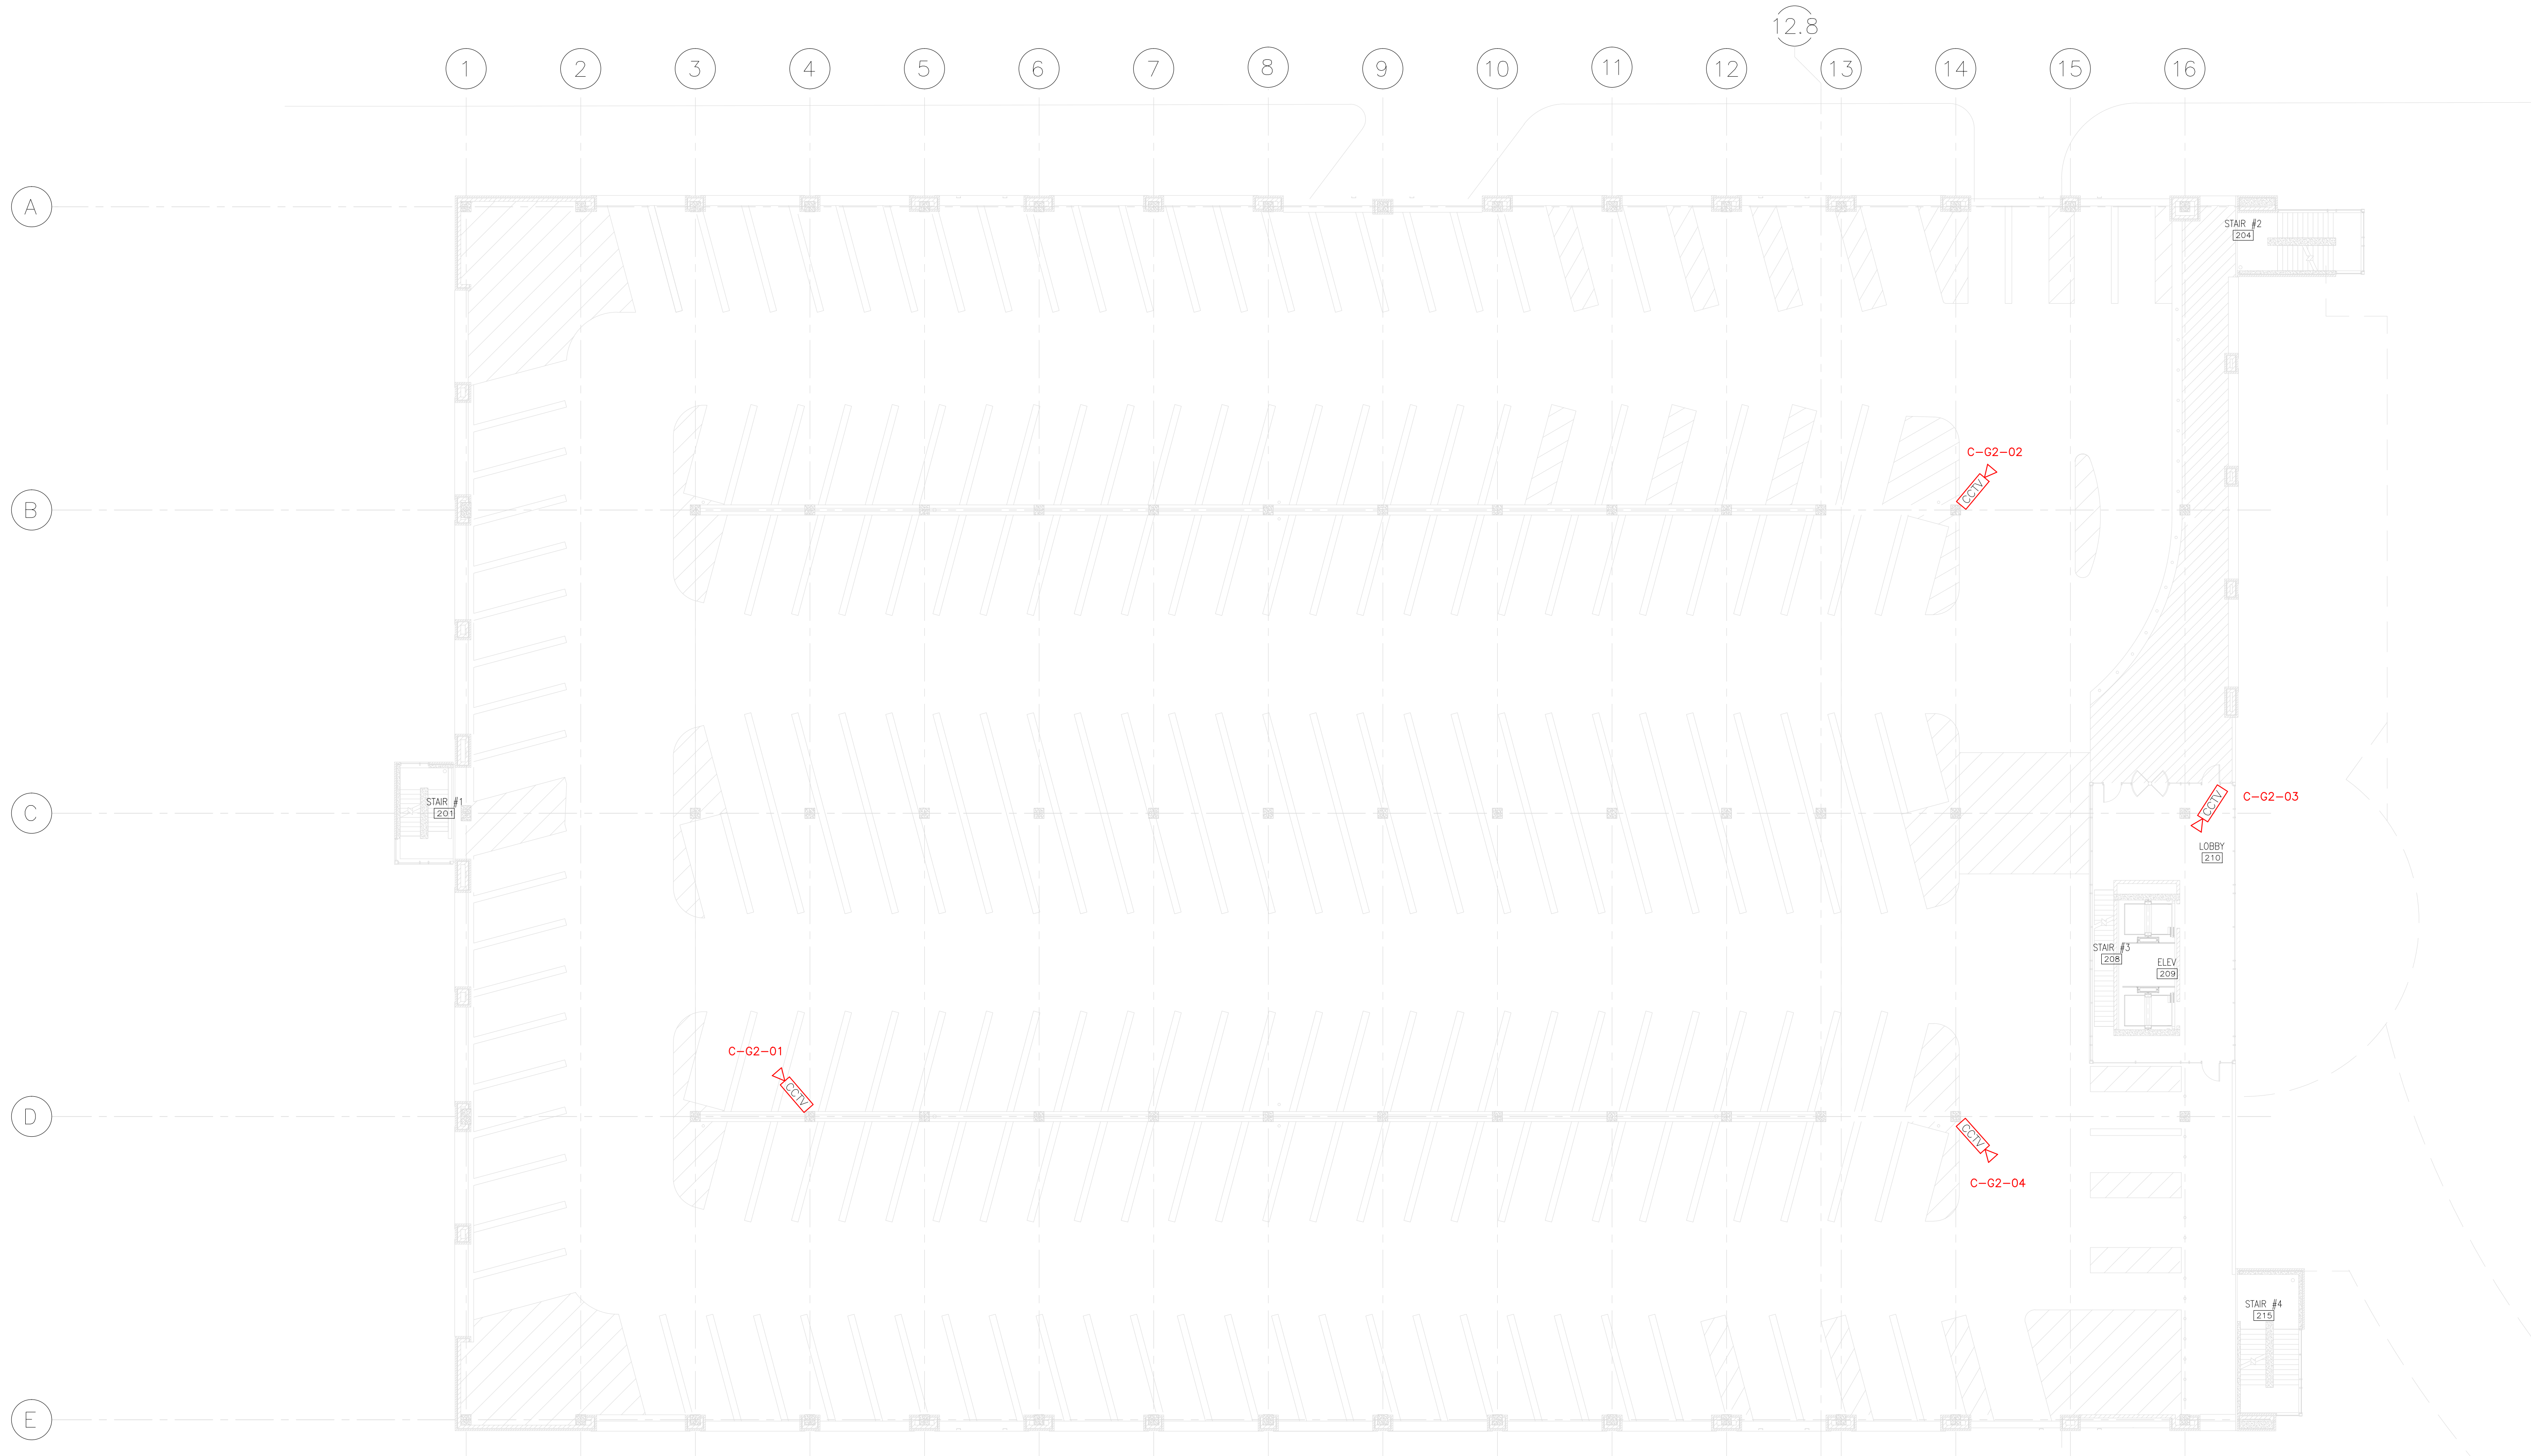 12.8
1 2 3 4 5 6 7 8 9 10 11 12 13 14 15 16
A
STAIR #2
204
C-G2-02
CCTV
B
C-G2-03
CCTV
STAIR #1
201
C
LOBBY
210
STAIR #3
208
ELEV
209
C-G2-01
CCTV
D
CCTV
C-G2-04
STAIR #4
215
E